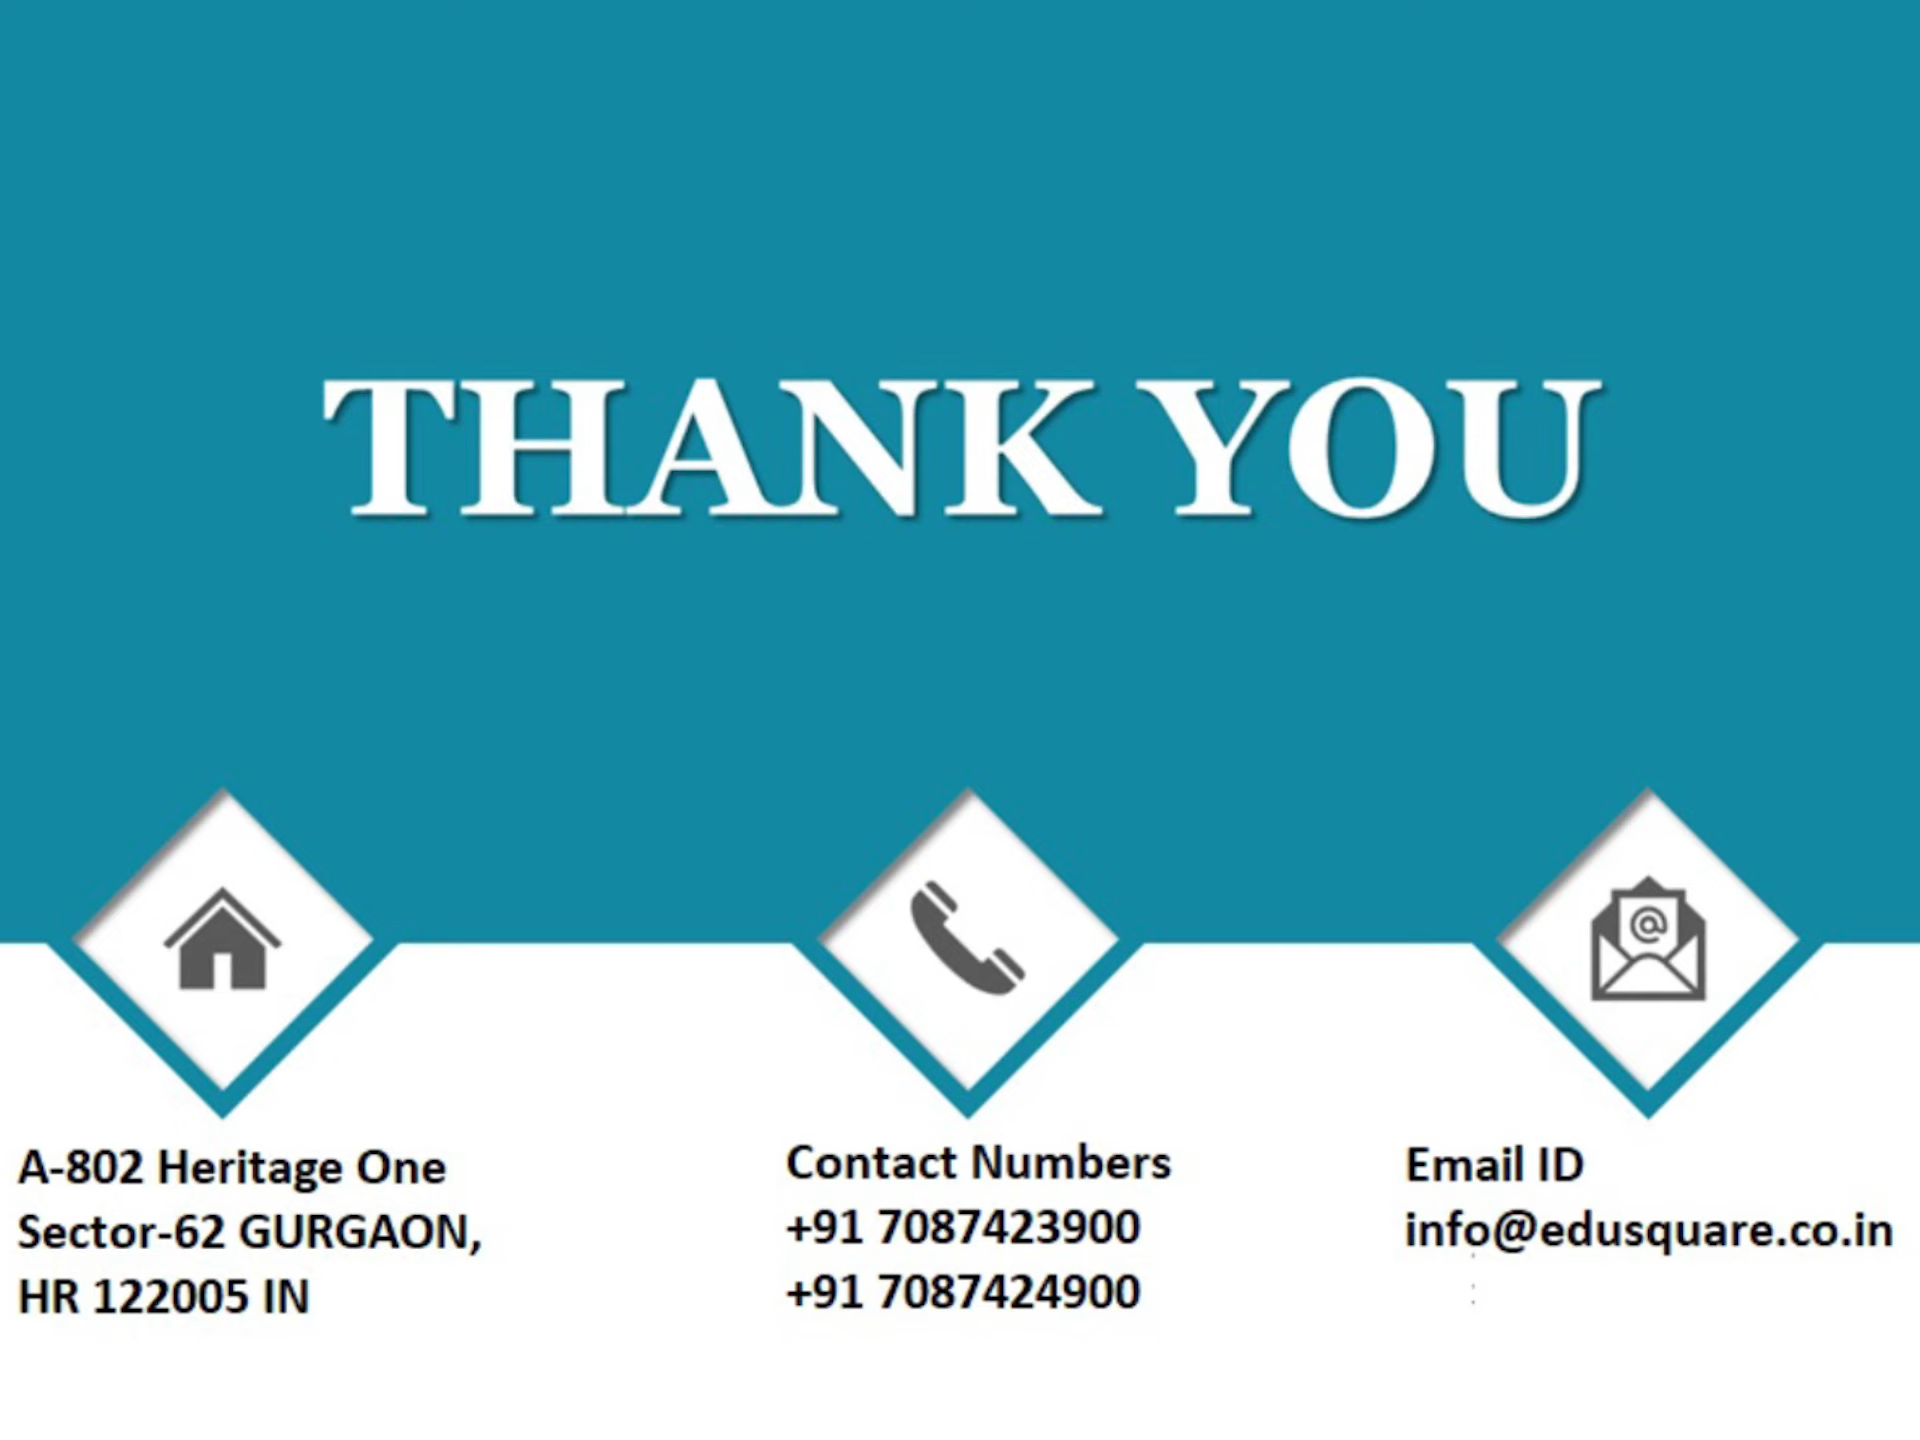 THANK YOU
A-802 Heritage One
Sector-62 GURGAON,
HR 122005 IN
Contact Numbers
+91 7087423900
+91 7087424900
Email ID
info@edusquare.co.in